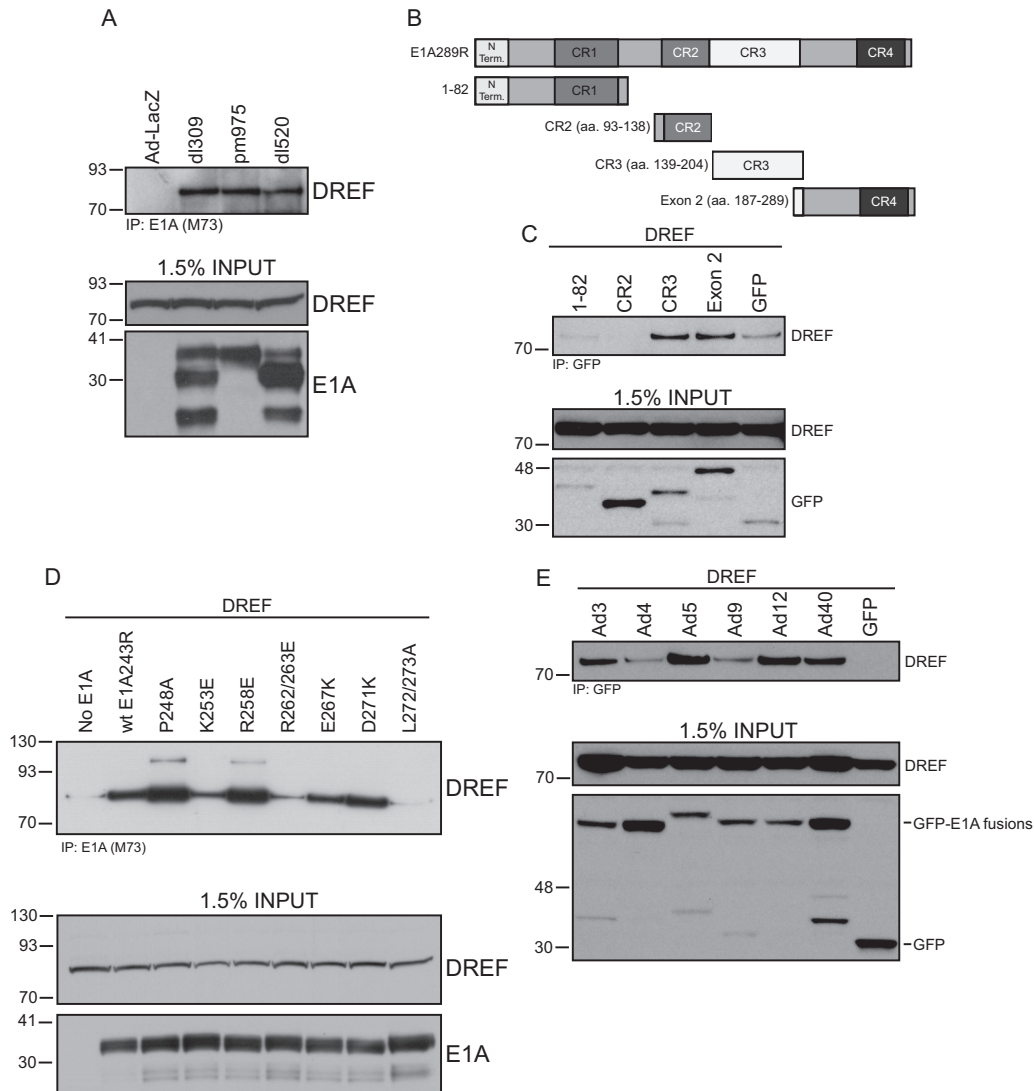 A
Ad-LacZ
dl309
pm975
dl520
93
70
DREF
IP: E1A (M73)
1.5% INPUT
93
70
DREF
41
30
E1A
B
E1A289R
N Term.
CR1
CR2
CR3
CR4
1-82
N Term.
CR1
CR2 (aa. 93-138)
CR2
CR3 (aa. 139-204)
CR3
Exon 2 (aa. 187-289)
CR4
C
DREF
1-82
CR2
CR3
Exon 2
GFP
70
DREF
IP: GFP
1.5% INPUT
70
DREF
48
30
GFP
D
DREF
No E1A
wt E1A243R
P248A
K253E
R258E
R262/263E
E267K
D271K
L272/273A
130
93
70
DREF
IP: E1A (M73)
1.5% INPUT
130
93
70
DREF
41
30
E1A
E
DREF
Ad3
Ad4
Ad5
Ad9
Ad12
Ad40
GFP
70
DREF
IP: GFP
1.5% INPUT
70
DREF
GFP-E1A fusions
48
30
GFP